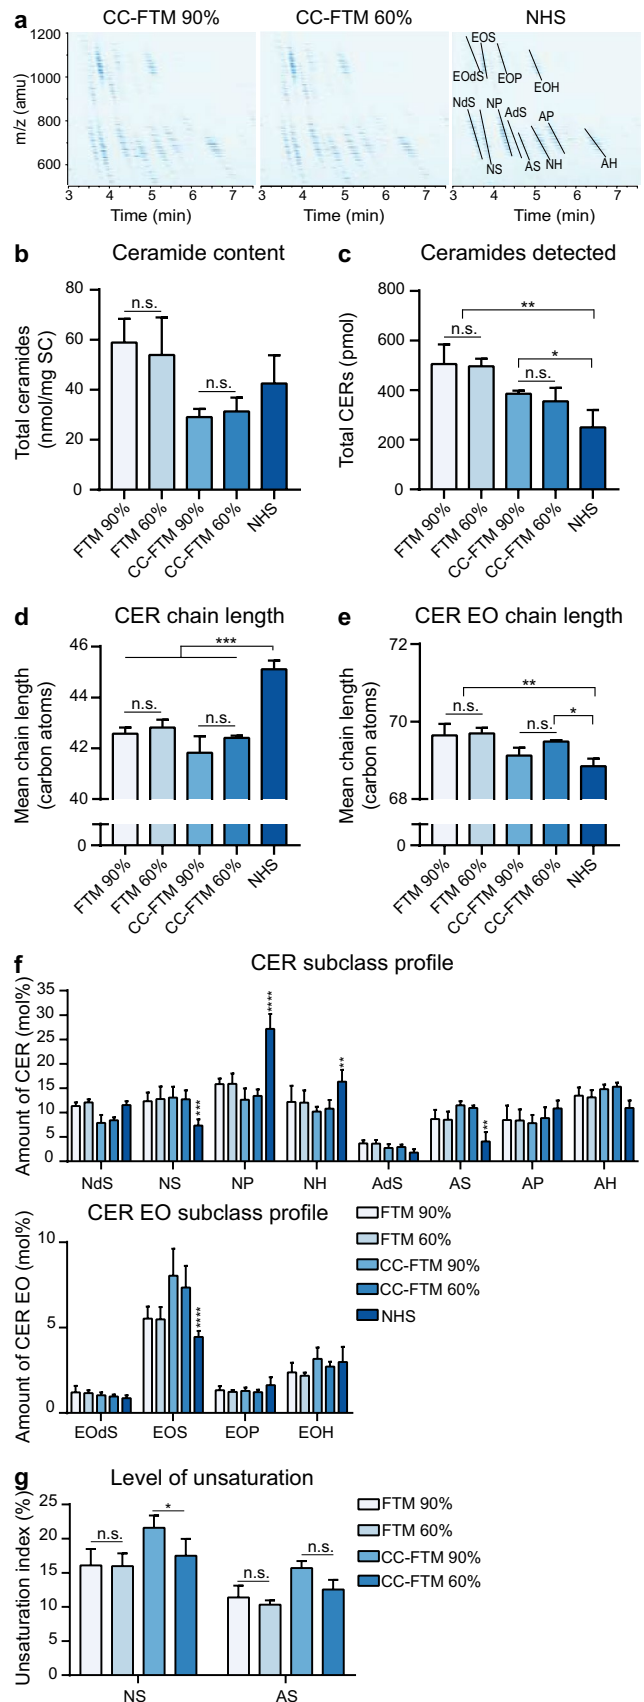 a
CC-FTM 90%
CC-FTM 60%
NHS
m/z (amu)
1200
1000
800
600
EOS
EOdS
EOP
EOH
NdS
NP
AdS
AP
NS
AS
NH
AH
3 4 5 6 7
3 4 5 6 7
3 4 5 6 7
Time (min)
Time (min)
Time (min)
b
Ceramide content
Total ceramides
(nmol/mg SC)
80
60
40
20
0
n.s.
n.s.
FTM 90%
FTM 60%
CC-FTM 90%
CC-FTM 60%
NHS
c
Ceramides detected
Total CERs (pmol)
800
600
400
200
0
**
*
n.s.
n.s.
FTM 90%
FTM 60%
CC-FTM 90%
CC-FTM 60%
NHS
d
CER chain length
Mean chain length
(carbon atoms)
46
44
42
40
0
***
n.s.
n.s.
FTM 90%
FTM 60%
CC-FTM 90%
CC-FTM 60%
NHS
e
CER EO chain length
Mean chain length
(carbon atoms)
72
70
68
0
**
*
n.s.
n.s.
FTM 90%
FTM 60%
CC-FTM 90%
CC-FTM 60%
NHS
f
CER subclass profile
Amount of CER (mol%)
35
30
25
20
15
10
5
0
****
****
**
**
NdS NS NP NH AdS AS AP AH
CER EO subclass profile
Amount of CER EO (mol%)
10
5
0
****
EOdS EOS EOP EOH
FTM 90%
FTM 60%
CC-FTM 90%
CC-FTM 60%
NHS
g
Level of unsaturation
Unsaturation index (%)
25
20
15
10
5
0
n.s.
*
n.s.
n.s.
NS AS
FTM 90%
FTM 60%
CC-FTM 90%
CC-FTM 60%